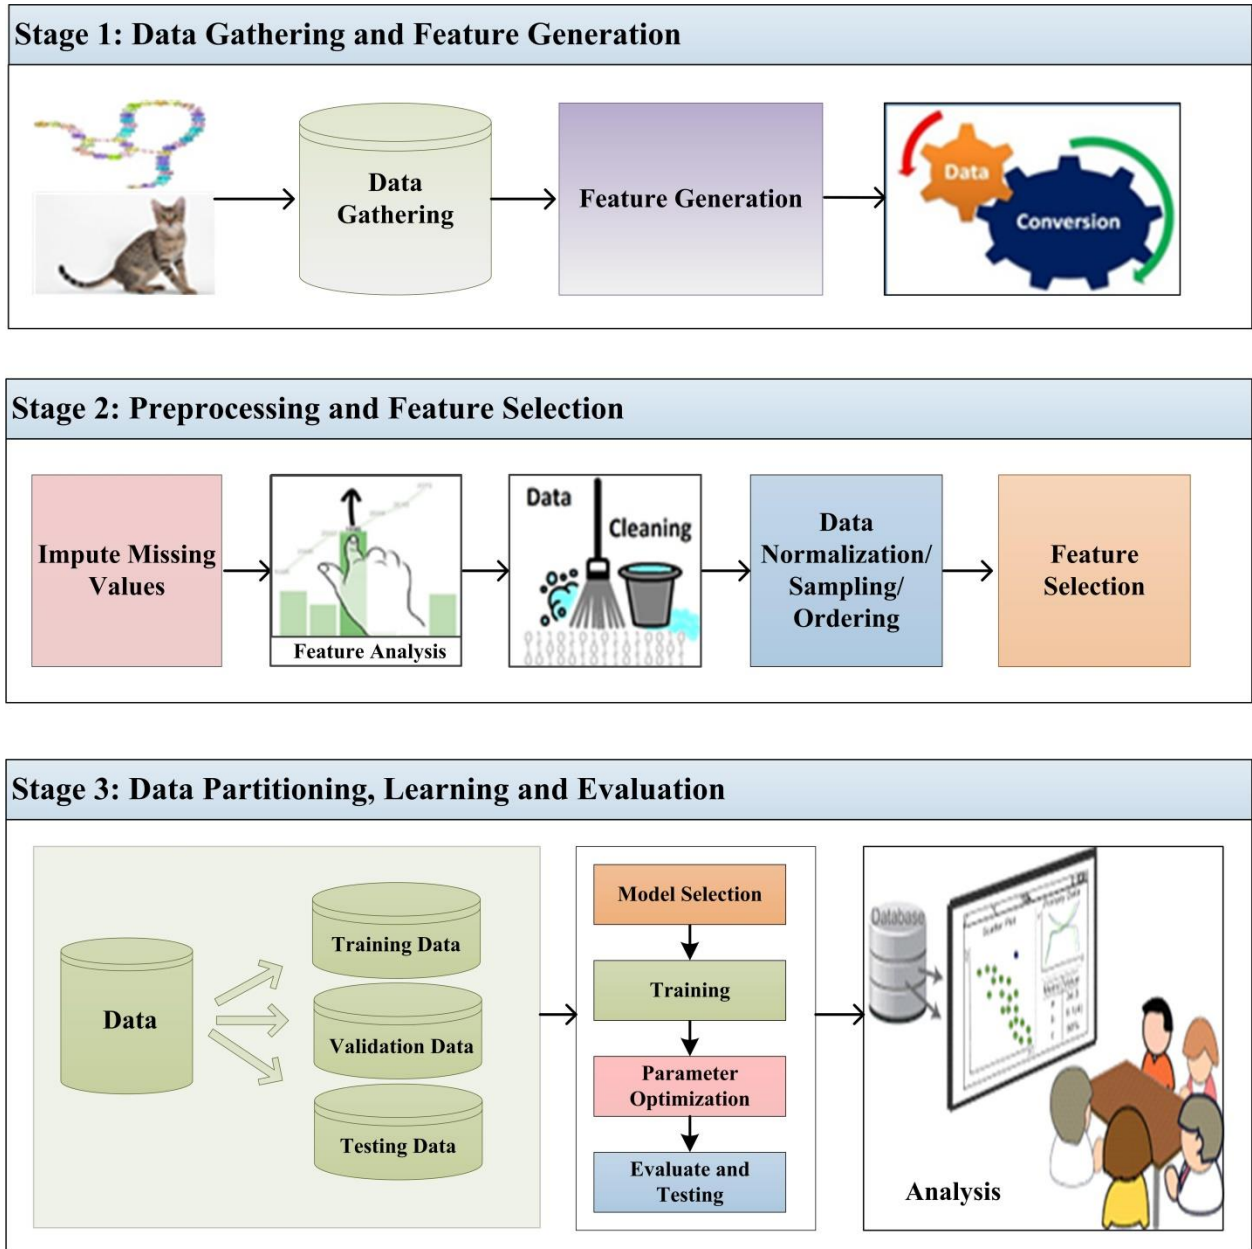 Stage 1: Data Gathering and Feature Generation
Data
Gathering
Feature Generation
Data
Conversion
Stage 2: Preprocessing and Feature Selection
Impute Missing
Values
Feature Analysis
Data
Cleaning
Data
Normalization/
Sampling/
Ordering
Feature
Selection
Stage 3: Data Partitioning, Learning and Evaluation
Data
Training Data
Validation Data
Testing Data
Model Selection
Training
Parameter
Optimization
Evaluate and
Testing
Database
Scatter Plot
Analysis